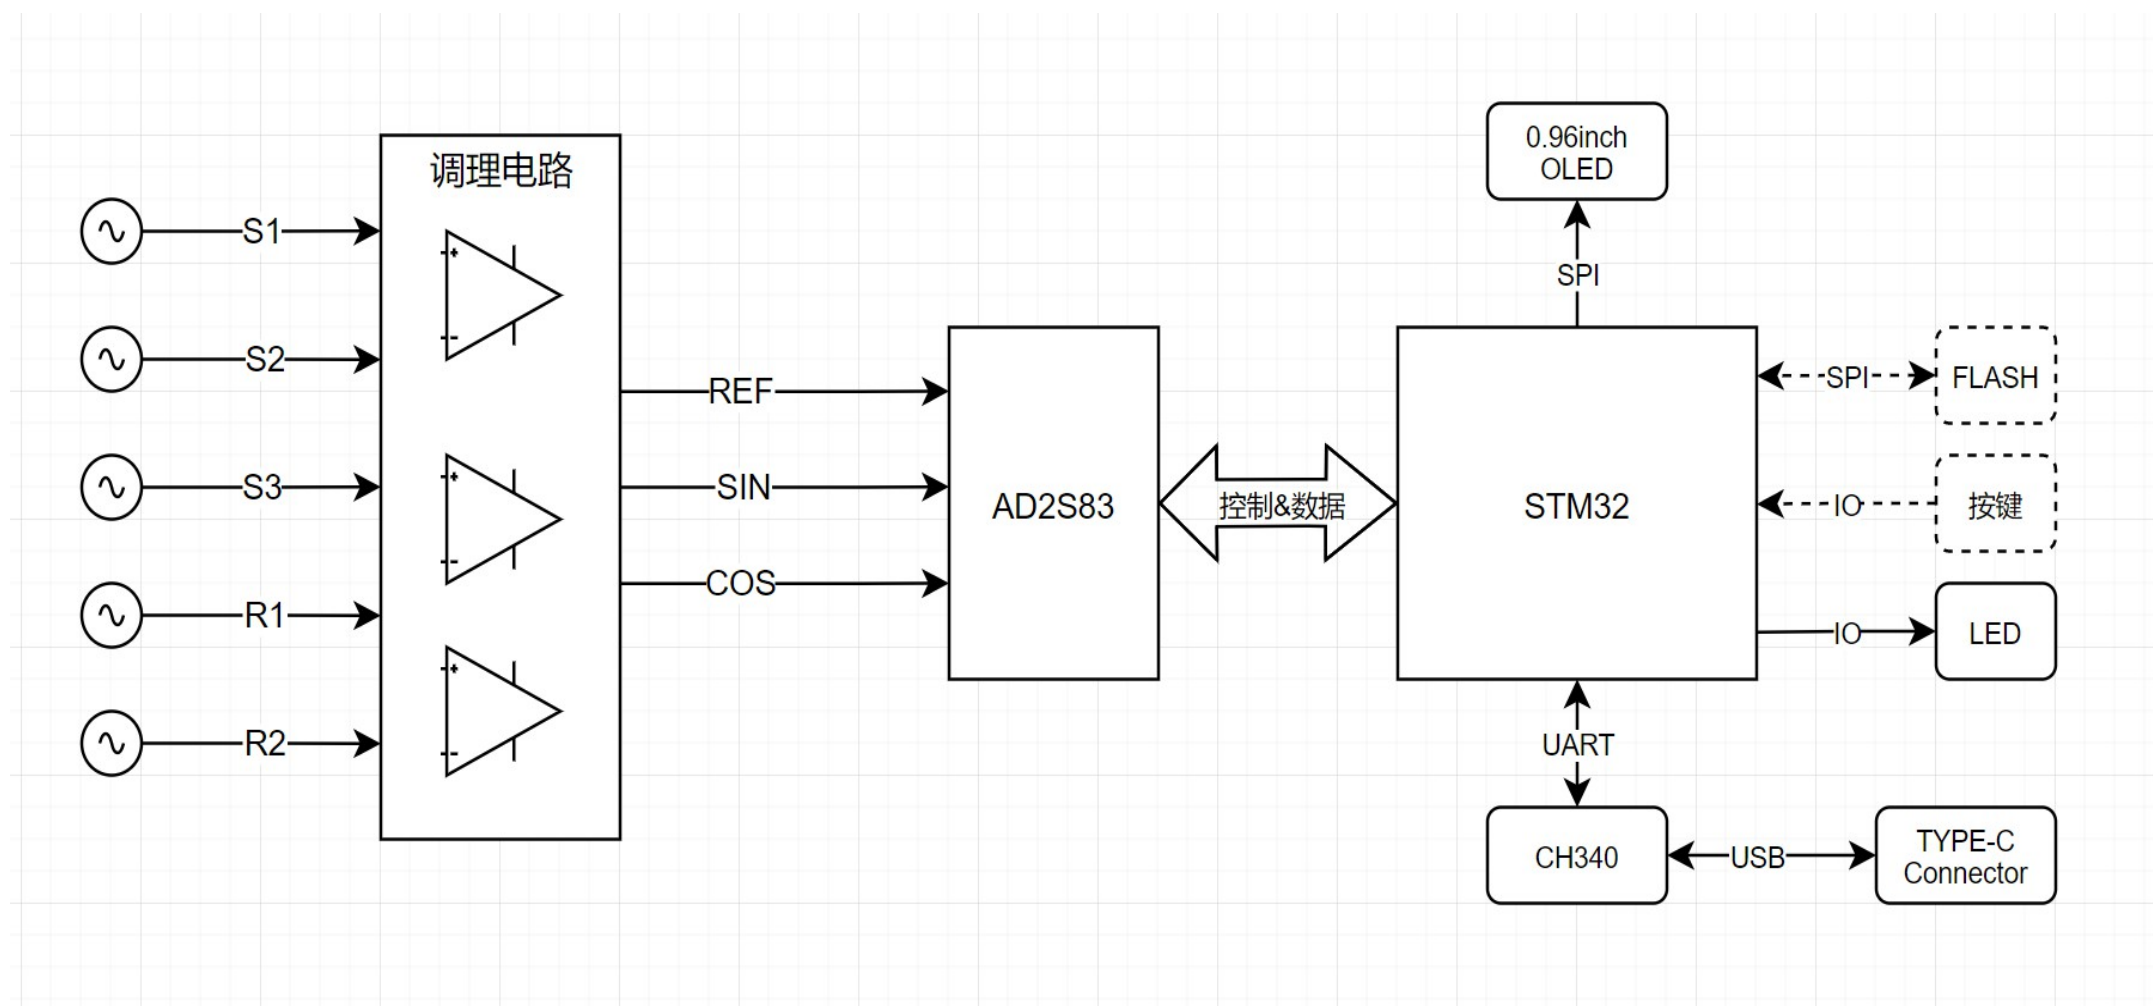 调理电路
S1
S2
S3
R1
R2
REF
SIN
COS
AD2S83
控制&数据
STM32
SPI
0.96inch
OLED
SPI
FLASH
IO
按键
IO
LED
UART
CH340
USB
TYPE-C
Connector